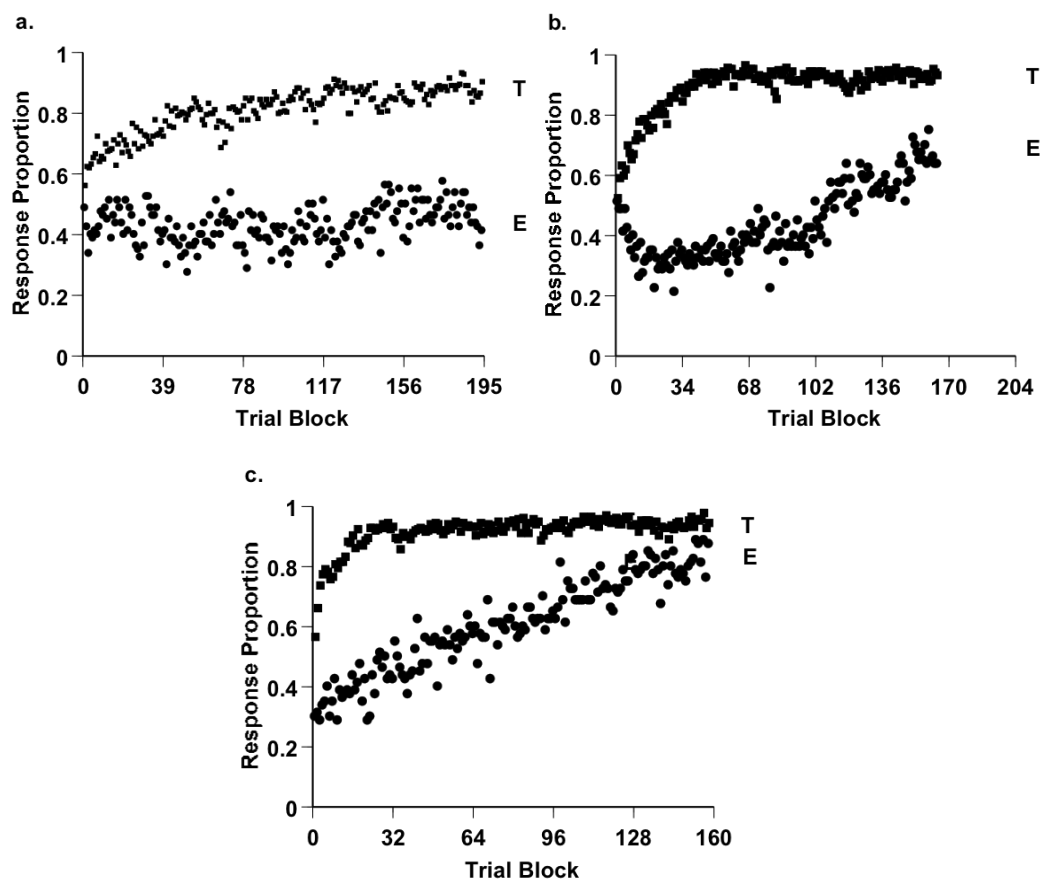 a.
Response Proportion
1
0.8
0.6
0.4
0.2
0
0 39 78 117 156 195
Trial Block
T
E
b.
Response Proportion
1
0.8
0.6
0.4
0.2
0
0 34 68 102 136 170 204
Trial Block
T
E
c.
Response Proportion
1
0.8
0.6
0.4
0.2
0
0 32 64 96 128 160
Trial Block
T
E